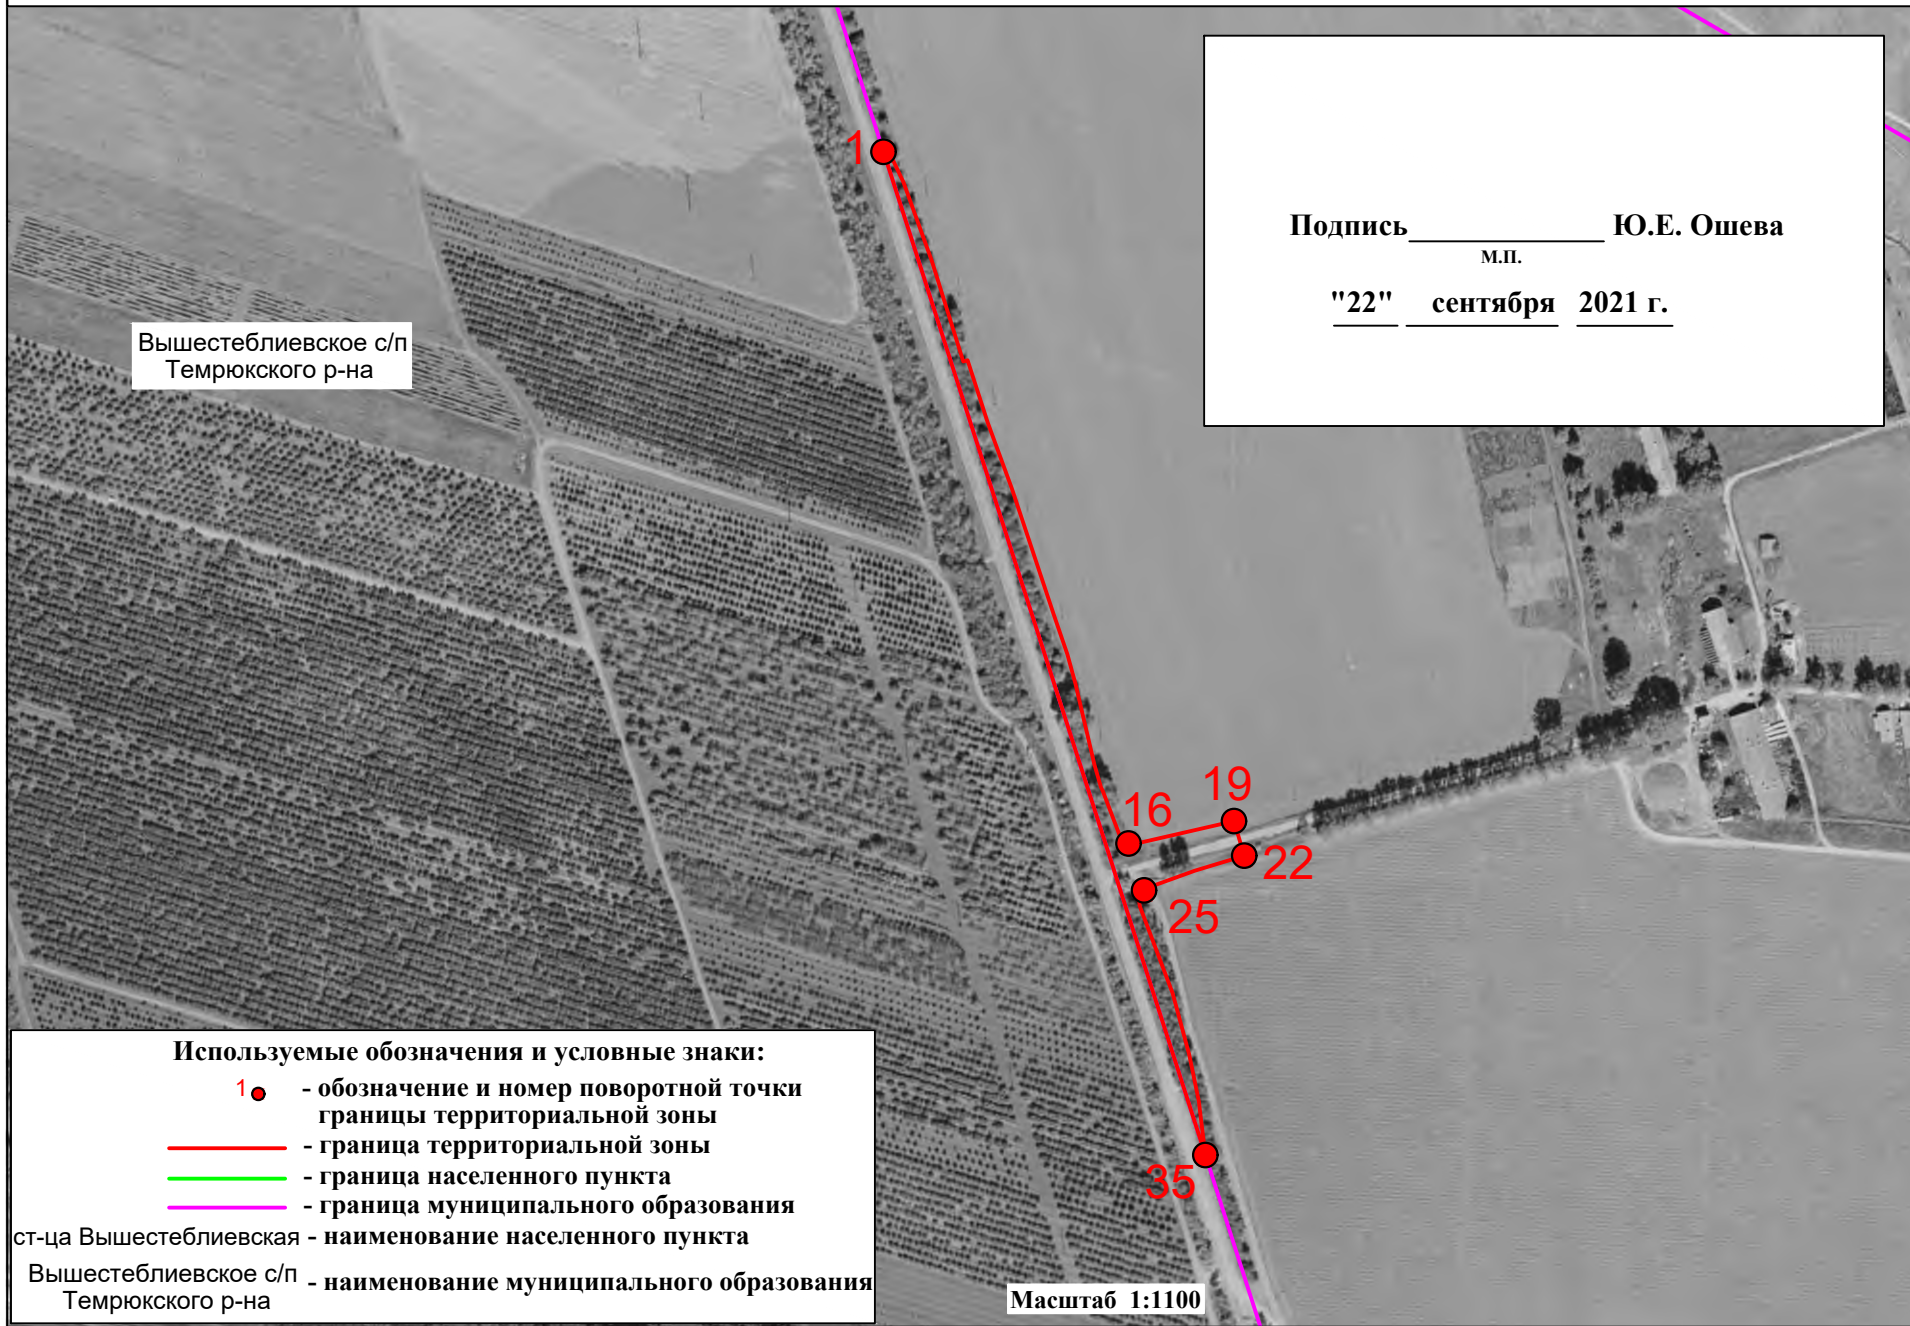 1
Подпись Ю.Е. Ошева
М.П.
"22" сентября 2021 г.
Вышестеблиевское с/п
Темрюкского р-на
16
19
22
25
35
Используемые обозначения и условные знаки:
1 - обозначение и номер поворотной точки
границы территориальной зоны
- граница территориальной зоны
- граница населенного пункта
- граница муниципального образования
ст-ца Вышестеблиевская - наименование населенного пункта
Вышестеблиевское с/п
Темрюкского р-на
- наименование муниципального образования
Масштаб 1:1100